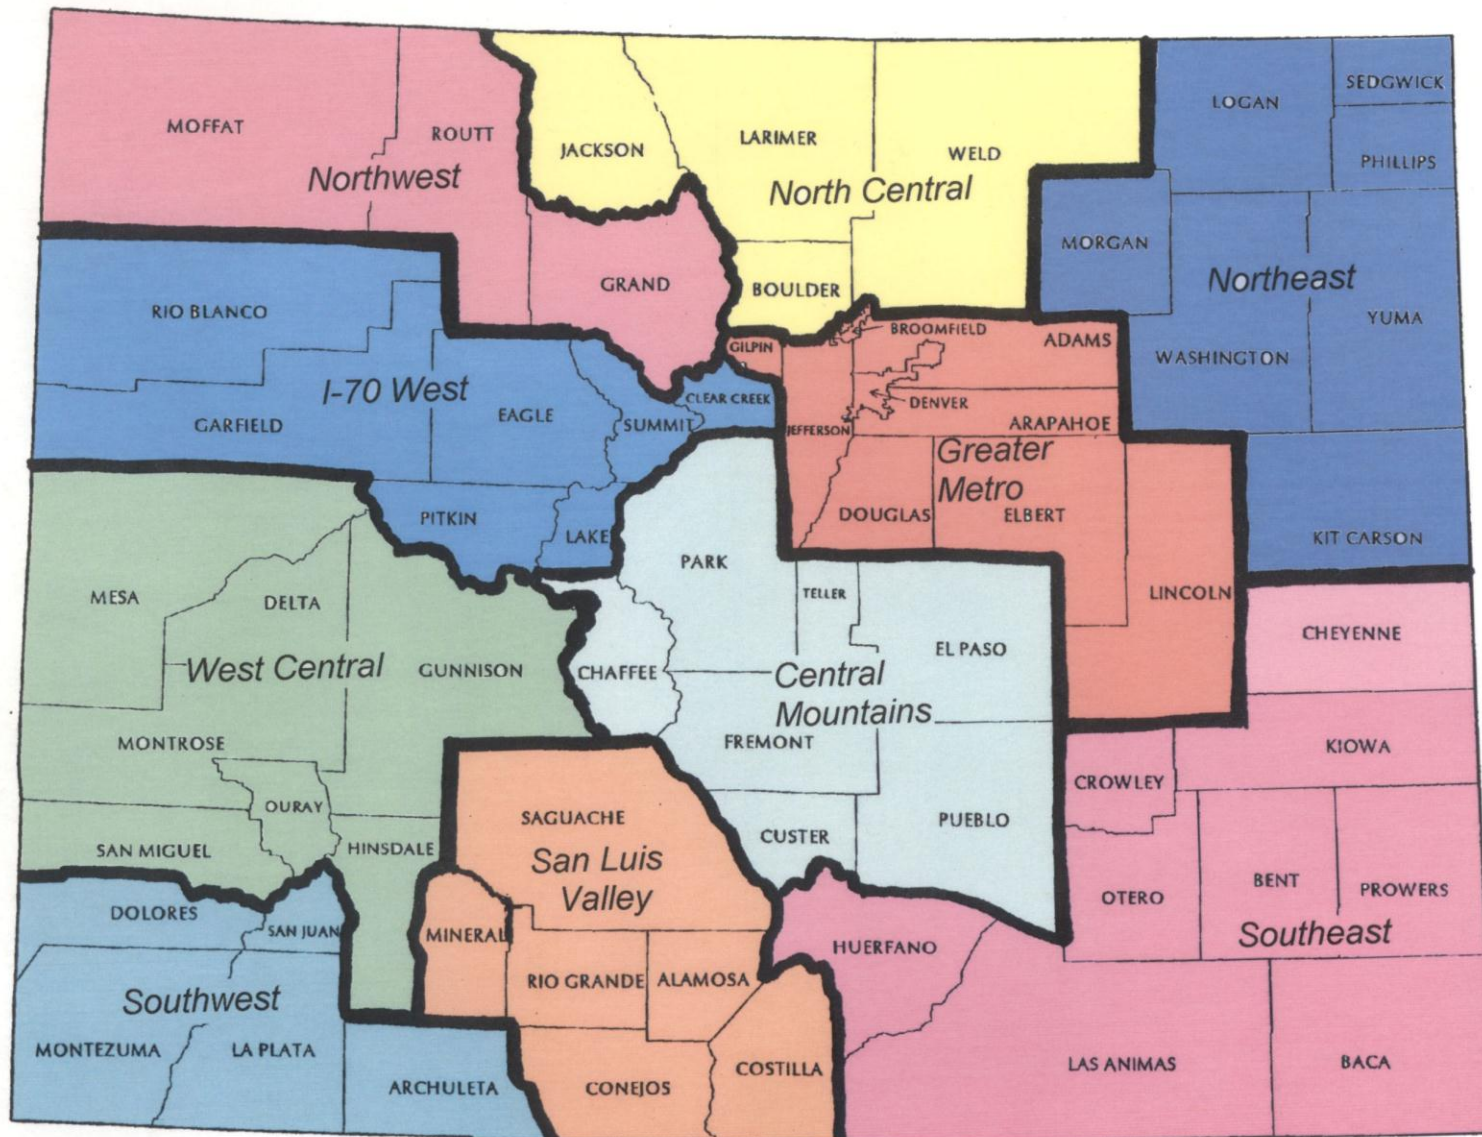 MOFFAT
ROUTT
Northwest
JACKSON
GRAND
LARIMER
WELD
North Central
BOULDER
LOGAN
SEDGWICK
PHILLIPS
MORGAN
Northeast
WASHINGTON
YUMA
KIT CARSON
RIO BLANCO
I-70 West
GARFIELD
EAGLE
SUMMIT
CLEAR CREEK
PITKIN
LAKE
GILPIN
BROOMFIELD
ADAMS
DENVER
JEFFERSON
ARAPAHOE
Greater
Metro
DOUGLAS
ELBERT
LINCOLN
MESA
DELTA
West Central
GUNNISON
MONTROSE
OURAY
SAN MIGUEL
HINSDALE
PARK
TELLER
EL PASO
CHAFFEE
Central
Mountains
FREMONT
CUSTER
PUEBLO
CHEYENNE
KIOWA
CROWLEY
OTERO
BENT
PROWERS
Southeast
HUERFANO
LAS ANIMAS
BACA
SAGUACHE
San Luis
Valley
MINERAL
RIO GRANDE
ALAMOSA
CONEJOS
COSTILLA
DOLORES
SAN JUAN
Southwest
MONTEZUMA
LA PLATA
ARCHULETA